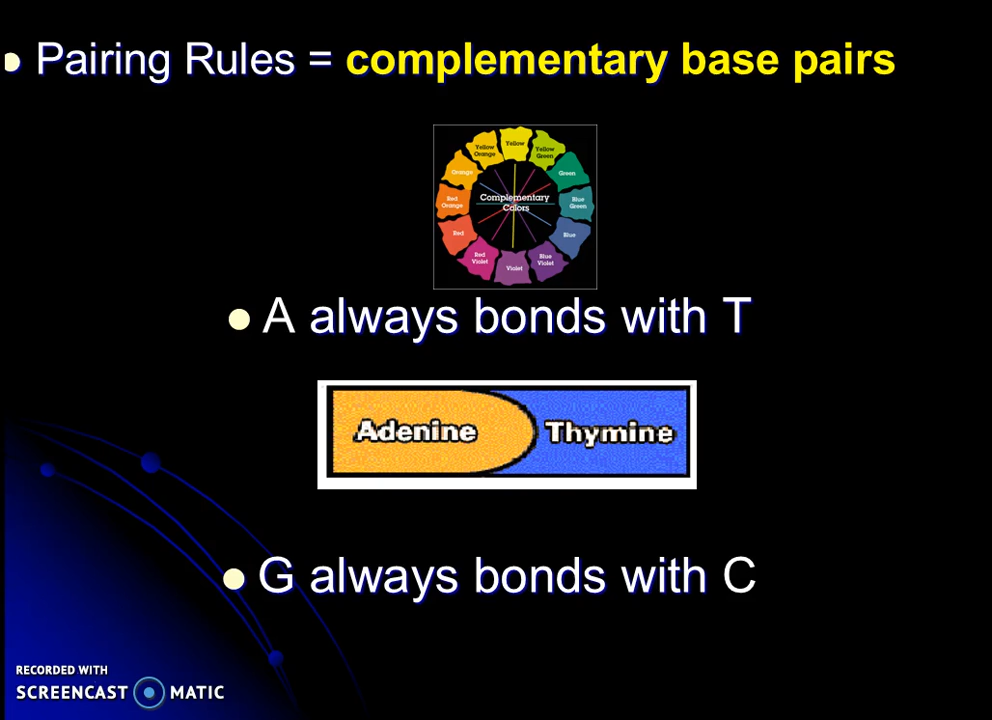 Pairing Rules = complementary base pairs
Yellow
Yellow Orange
Yellow Green
Orange
Green
Red Orange
Complementary Colors
Blue Green
Red
Blue
Red Violet
Blue Violet
Violet
A always bonds with T
Adenine Thymine
G always bonds with C
RECORDED WITH
SCREENCAST MATIC